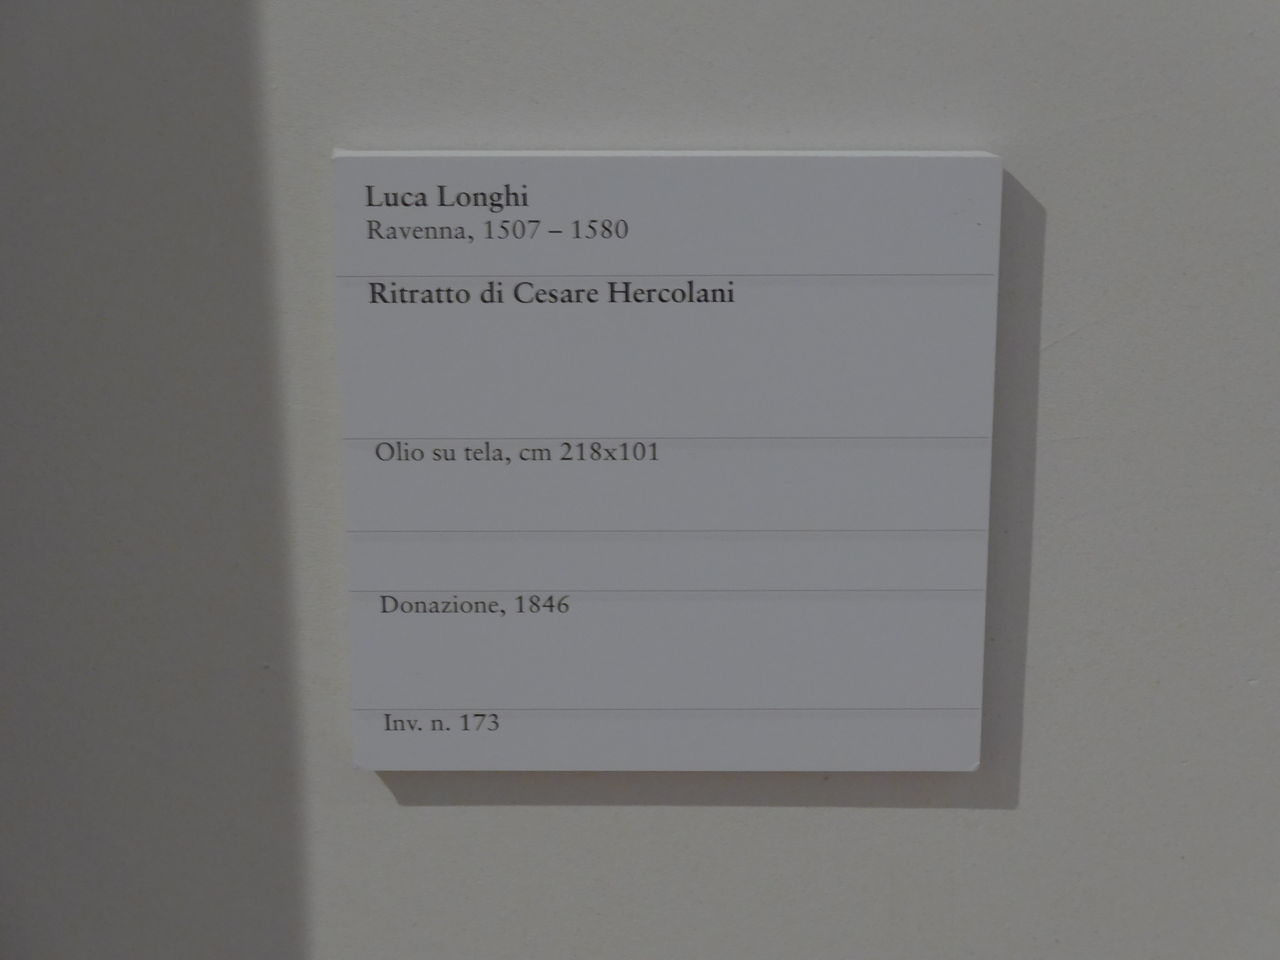 Luca Longhi
Ravenna, 1507 – 1580
Ritratto di Cesare Hercolani
Olio su tela, cm 218x101
Donazione, 1846
Inv. n. 173